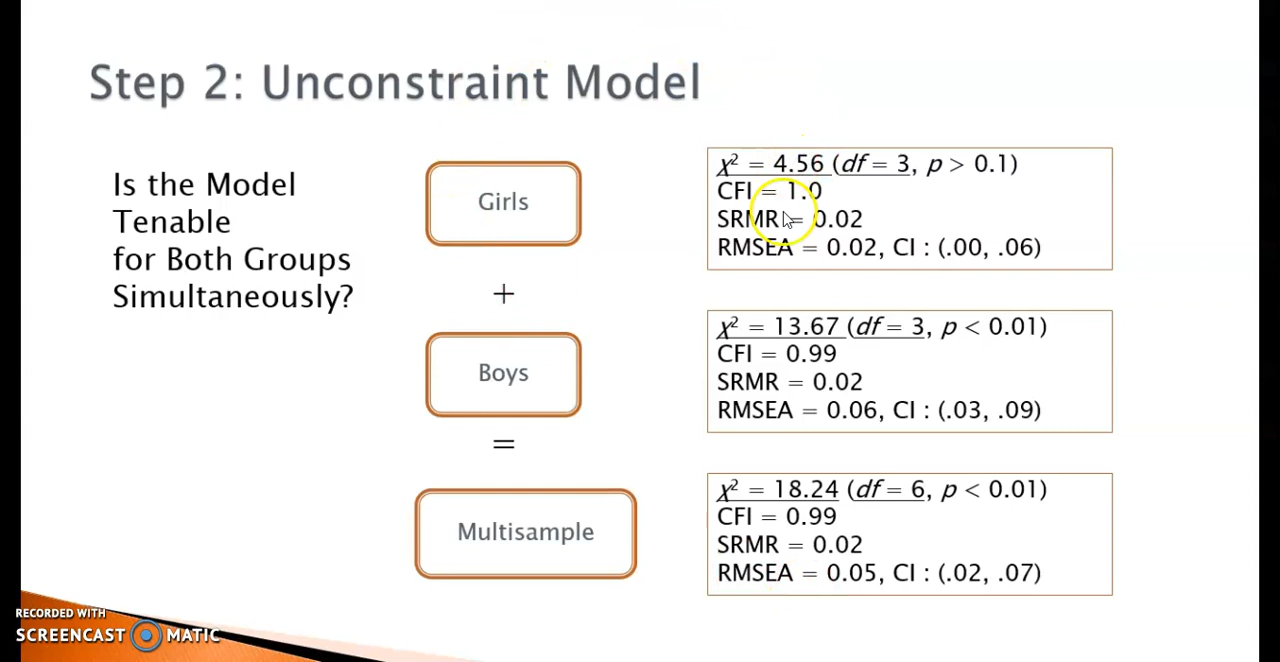 Step 2: Unconstraint Model
Is the Model
Tenable
for Both Groups
Simultaneously?
Girls
+
Boys
=
Multisample
χ² = 4.56 (df = 3, p > 0.1)
CFI = 1.0
SRMR = 0.02
RMSEA = 0.02, CI : (.00, .06)
χ² = 13.67 (df = 3, p < 0.01)
CFI = 0.99
SRMR = 0.02
RMSEA = 0.06, CI : (.03, .09)
χ² = 18.24 (df = 6, p < 0.01)
CFI = 0.99
SRMR = 0.02
RMSEA = 0.05, CI : (.02, .07)
RECORDED WITH
SCREENCAST MATIC